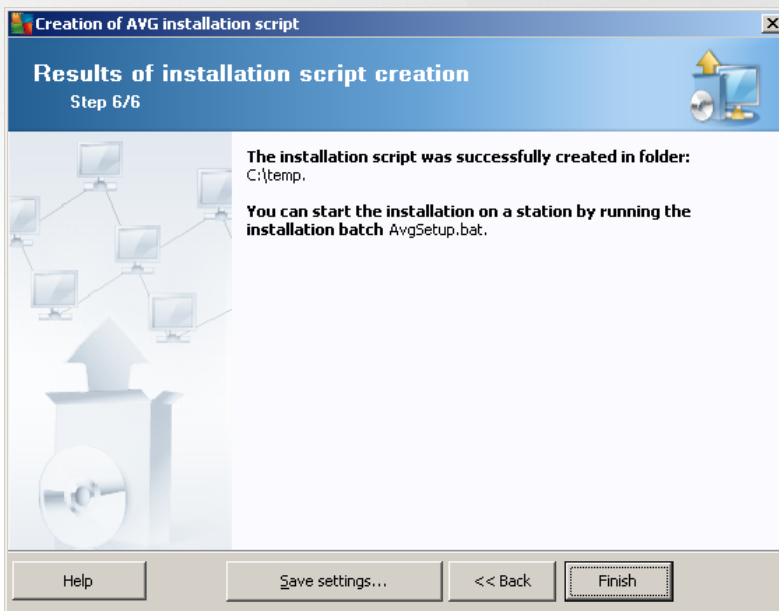 Creation of AVG installation script
Results of installation script creation
Step 6/6
The installation script was successfully created in folder:
C:\temp.
You can start the installation on a station by running the
installation batch AvgSetup.bat.
Help
Save settings...
<< Back
Finish